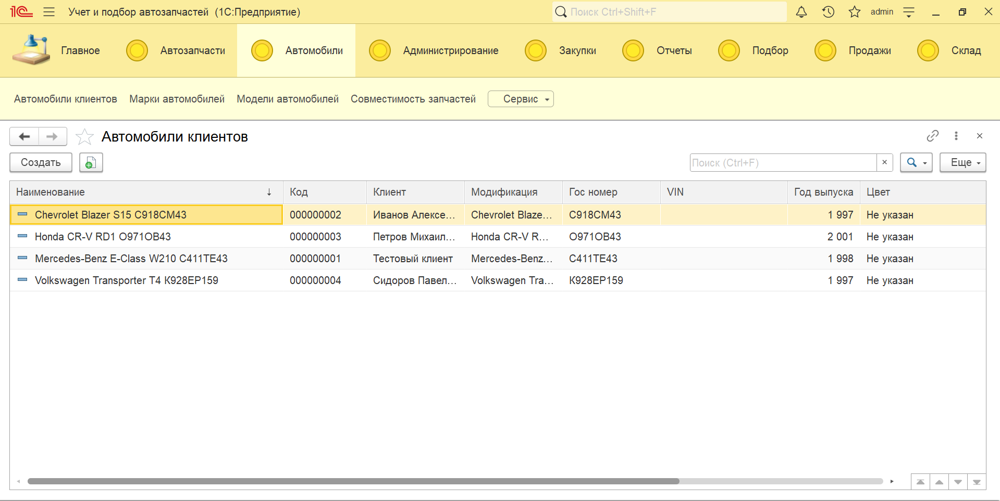 1С Учет и подбор автозапчастей (1С:Предприятие) Поиск Ctrl+Shift+F admin
Главное Автозапчасти Автомобили Администрирование Закупки Отчеты Подбор Продажи Склад
Автомобили клиентов Марки автомобилей Модели автомобилей Совместимость запчастей Сервис
Автомобили клиентов
Создать Поиск (Ctrl+F) × Еще
Наименование ↓ Код Клиент Модификация Гос номер VIN Год выпуска Цвет
Chevrolet Blazer S15 С918СМ43 000000002 Иванов Алексе... Chevrolet Blaze... С918СМ43 1 997 Не указан
Honda CR-V RD1 О971ОВ43 000000003 Петров Михаил... Honda CR-V R... О971ОВ43 2 001 Не указан
Mercedes-Benz E-Class W210 С411ТЕ43 000000001 Тестовый клиент Mercedes-Benz... С411ТЕ43 1 998 Не указан
Volkswagen Transporter T4 К928ЕР159 000000004 Сидоров Павел... Volkswagen Tra... К928ЕР159 1 997 Не указан